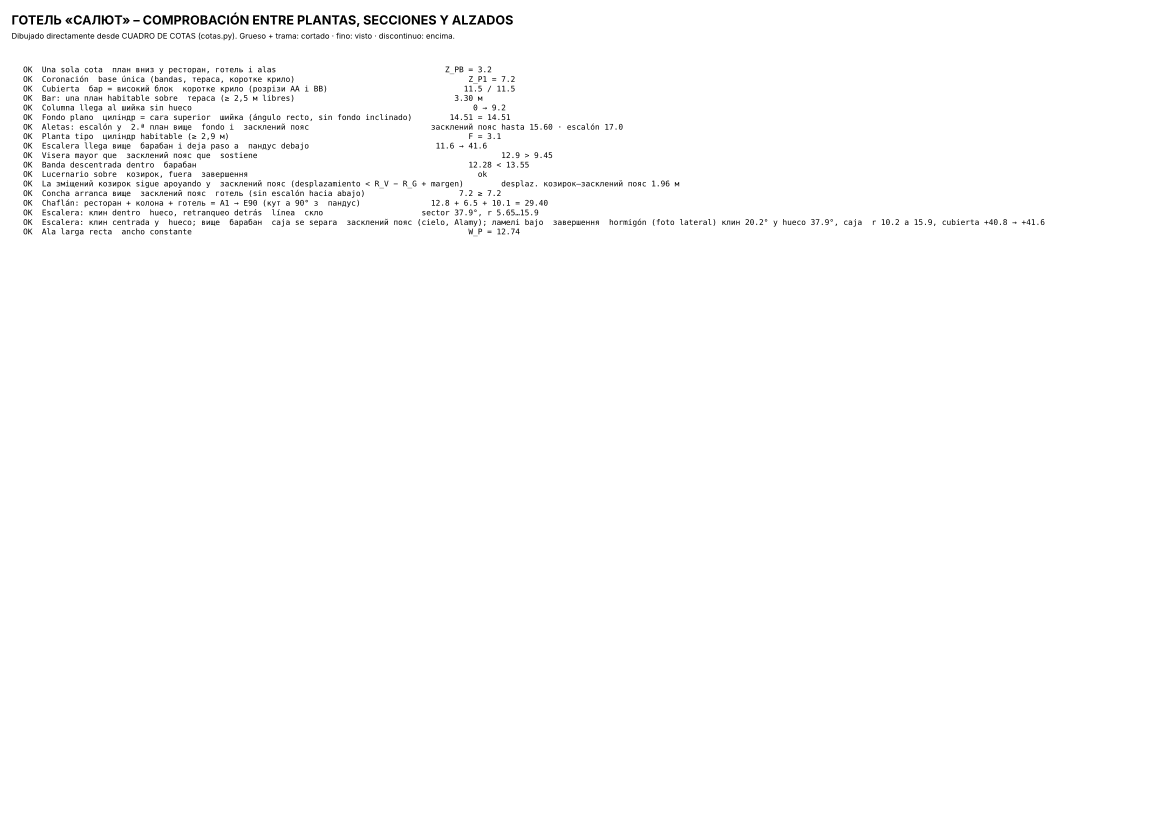 ГОТЕЛЬ «САЛЮТ» – COMPROBACIÓN ENTRE PLANTAS, SECCIONES Y ALZADOS
Dibujado directamente desde CUADRO DE COTAS (cotas.py). Grueso + trama: cortado · fino: visto · discontinuo: encima.
OK Una sola cota план вниз у ресторан, готель і alas Z_PB = 3.2
OK Coronación base única (bandas, тераса, коротке крило) Z_P1 = 7.2
OK Cubierta бар = високий блок коротке крило (розрізи AA i BB) 11.5 / 11.5
OK Bar: una план habitable sobre тераса (≥ 2,5 м libres) 3.30 м
OK Columna llega al шийка sin hueco 0 → 9.2
OK Fondo plano циліндр = cara superior шийка (ángulo recto, sin fondo inclinado) 14.51 = 14.51
OK Aletas: escalón y 2.ª план вище fondo і засклений пояс засклений пояс hasta 15.60 · escalón 17.0
OK Planta tipo циліндр habitable (≥ 2,9 м) F = 3.1
OK Escalera llega вище барабан i deja paso a пандус debajo 11.6 → 41.6
OK Visera mayor que засклений пояс que sostiene 12.9 > 9.45
OK Banda descentrada dentro барабан 12.28 < 13.55
OK Lucernario sobre козирок, fuera завершення ok
OK La зміщений козирок sigue apoyando y засклений пояс (desplazamiento < R_V − R_G + margen) desplaz. козирок–засклений пояс 1.96 м
OK Concha arranca вище засклений пояс готель (sin escalón hacia abajo) 7.2 ≥ 7.2
OK Chaflán: ресторан + колона + готель = A1 → E90 (кут a 90° з пандус) 12.8 + 6.5 + 10.1 = 29.40
OK Escalera: клин dentro hueco, retranqueo detrás línea скло sector 37.9°, r 5.65…15.9
OK Escalera: клин centrada y hueco; вище барабан caja se separa засклений пояс (cielo, Alamy); ламелі bajo завершення hormigón (foto lateral) клин 20.2° y hueco 37.9°, caja r 10.2 a 15.9, cubierta +40.8 → +41.6
OK Ala larga recta ancho constante W_P = 12.74